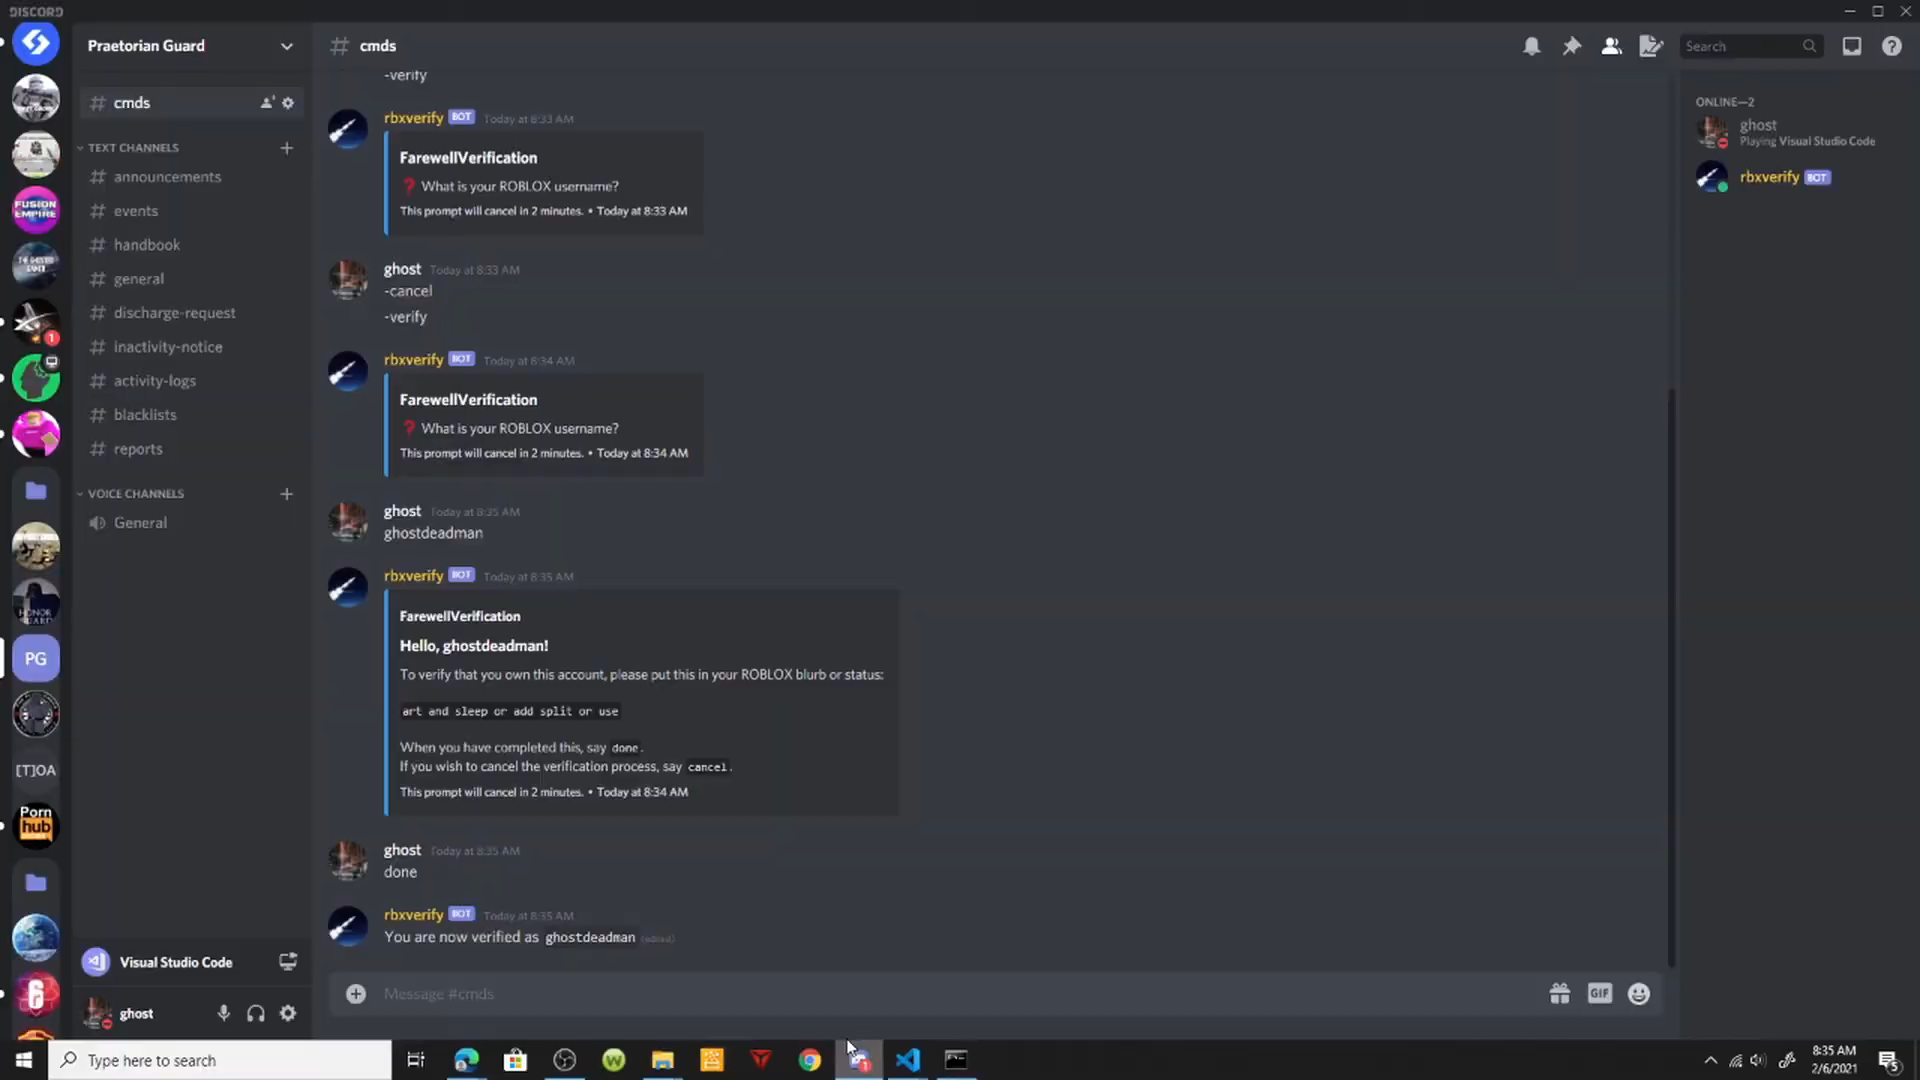 DISCORD
Praetorian Guard
cmds
cmds
TEXT CHANNELS
announcements
events
handbook
general
discharge-request
inactivity-notice
activity-logs
blacklists
reports
VOICE CHANNELS
General
FUSION
EMPIRE
1
HONOR
GUARD
PG
[T]OA
Porn
hub
6
Visual Studio Code
ghost
-verify
rbxverify BOT Today at 8:33 AM
FarewellVerification
❓ What is your ROBLOX username?
This prompt will cancel in 2 minutes. • Today at 8:33 AM
ghost Today at 8:33 AM
-cancel
-verify
rbxverify BOT Today at 8:34 AM
FarewellVerification
❓ What is your ROBLOX username?
This prompt will cancel in 2 minutes. • Today at 8:34 AM
ghost Today at 8:35 AM
ghostdeadman
rbxverify BOT Today at 8:35 AM
FarewellVerification
Hello, ghostdeadman!
To verify that you own this account, please put this in your ROBLOX blurb or status:
art and sleep or add split or use
When you have completed this, say done.
If you wish to cancel the verification process, say cancel.
This prompt will cancel in 2 minutes. • Today at 8:34 AM
ghost Today at 8:35 AM
done
rbxverify BOT Today at 8:35 AM
You are now verified as ghostdeadman (edited)
Message #cmds
GIF
Search
ONLINE—2
ghost
Playing Visual Studio Code
rbxverify BOT
Type here to search
1
8:35 AM
2/6/2021
5